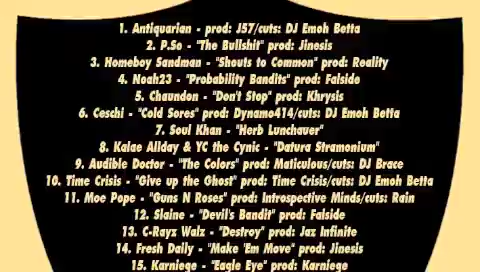 1. Antiquarian - prod: J57/cuts: DJ Emoh Betta
2. P.So - "The Bullshit" prod: Jinesis
3. Homeboy Sandman - "Shouts to Common" prod: Reality
4. Noah23 - "Probability Bandits" prod: Falside
5. Chaundon - "Don't Stop" prod: Khrysis
6. Ceschi - "Cold Sores" prod: Dynamo414/cuts: DJ Emoh Betta
7. Soul Khan - "Herb Lunchauer"
8. Kalae Allday & YC the Cynic - "Datura Stramonium"
9. Audible Doctor - "The Colors" prod: Maticulous/cuts: DJ Brace
10. Time Crisis - "Give up the Ghost" prod: Time Crisis/cuts: DJ Emoh Betta
11. Moe Pope - "Guns N Roses" prod: Introspective Minds/cuts: Rain
12. Slaine - "Devil's Bandit" prod: Falside
13. C-Rayz Walz - "Destroy" prod: Jaz Infinite
14. Fresh Daily - "Make 'Em Move" prod: Jinesis
15. Karniege - "Eagle Eye" prod: Karniege